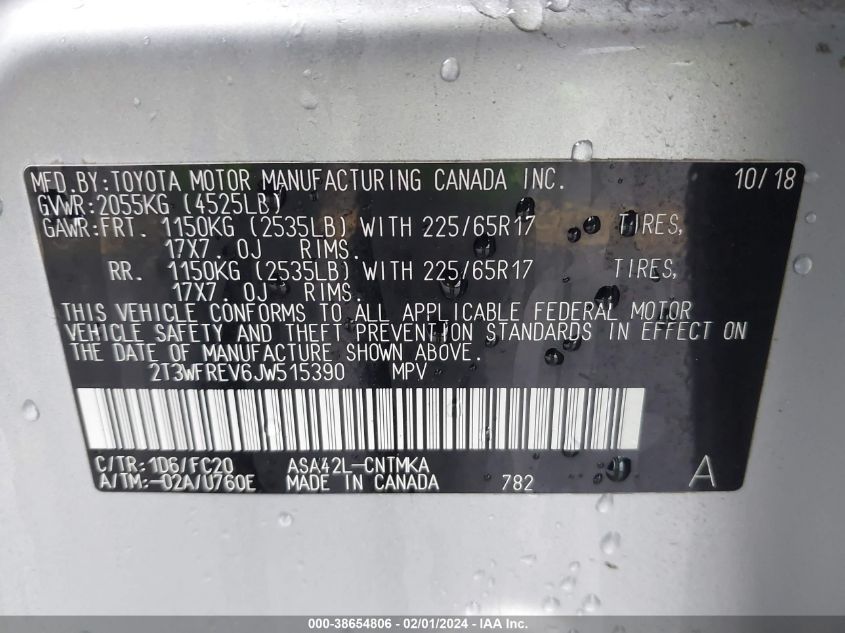 MFD.BY:TOYOTA MOTOR MANUFACTURING CANADA INC. 10/18
GVWR:2055KG (4525LB)
GAWR:FRT. 1150KG (2535LB) WITH 225/65R17 TIRES,
17X7.0J RIMS.
RR. 1150KG (2535LB) WITH 225/65R17 TIRES,
17X7.0J RIMS.
THIS VEHICLE CONFORMS TO ALL APPLICABLE FEDERAL MOTOR
VEHICLE SAFETY AND THEFT PREVENTION STANDARDS IN EFFECT ON
THE DATE OF MANUFACTURE SHOWN ABOVE.
2T3WFREV6JW515390 MPV
C/TR:1D6/FC20 ASA42L-CNTMKA
A/TM:-02A/U760E MADE IN CANADA 782 A
000-38654806 - 02/01/2024 - IAA Inc.